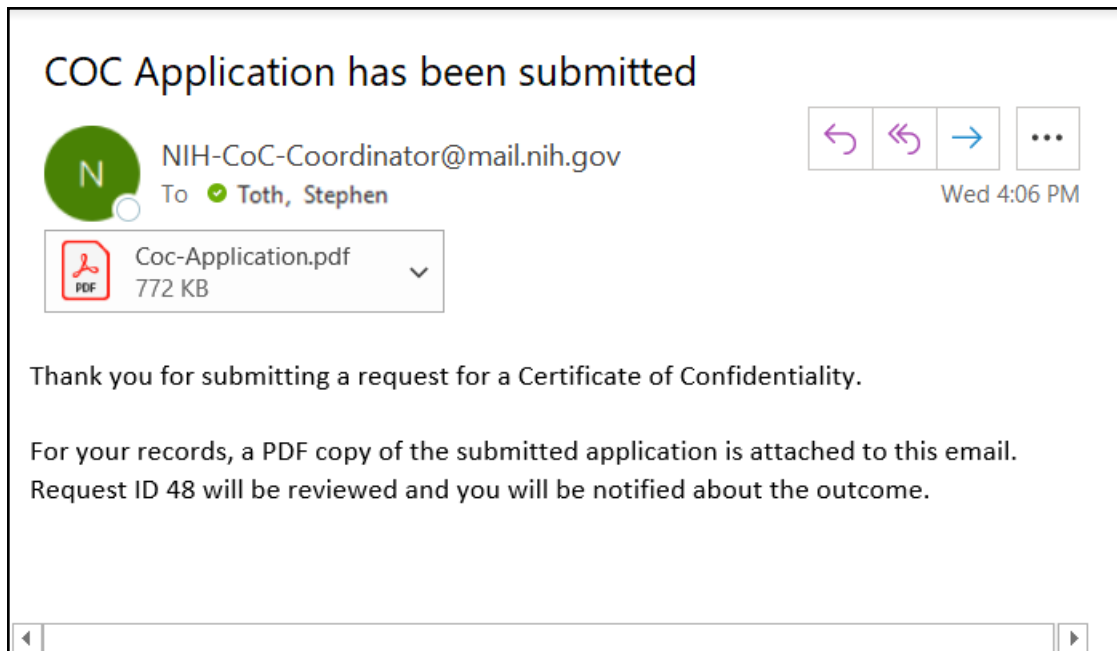 COC Application has been submitted
N
NIH-CoC-Coordinator@mail.nih.gov
To Toth, Stephen
Wed 4:06 PM
PDF
Coc-Application.pdf
772 KB
Thank you for submitting a request for a Certificate of Confidentiality.
For your records, a PDF copy of the submitted application is attached to this email.
Request ID 48 will be reviewed and you will be notified about the outcome.